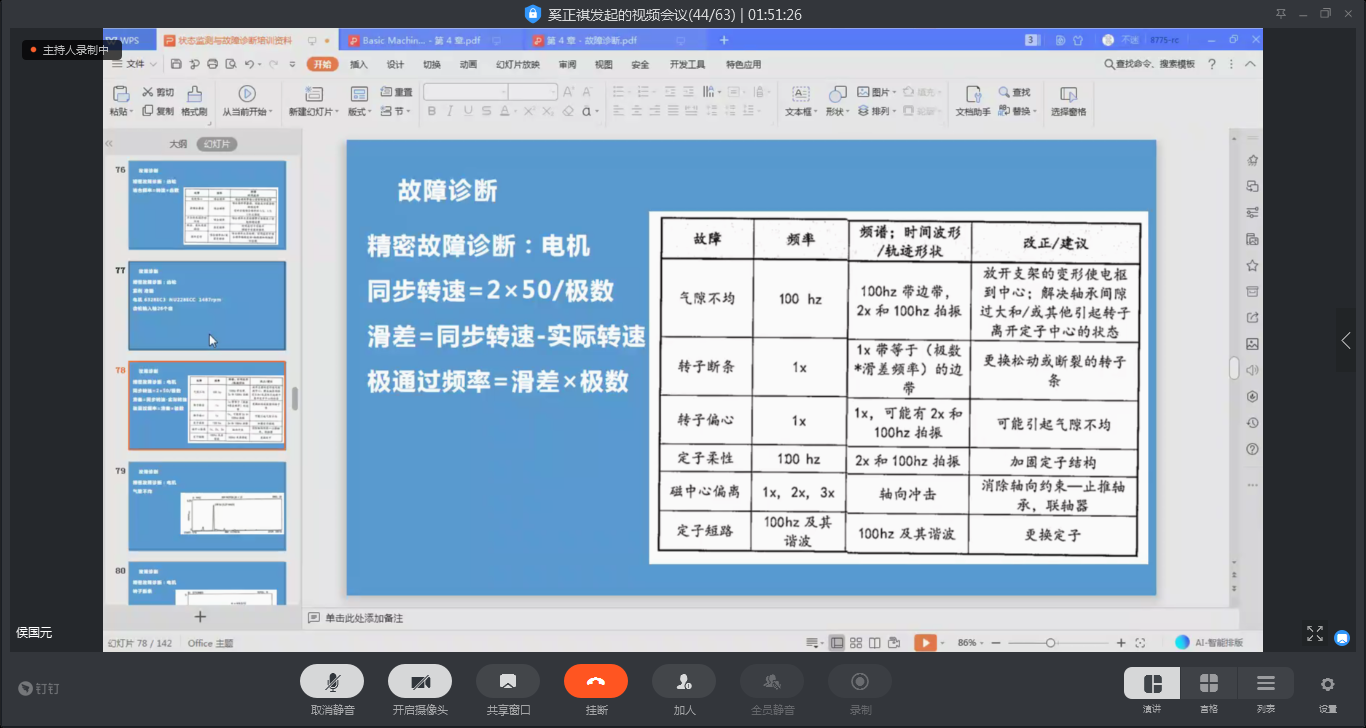 奚正祺发起的视频会议(44/63) | 01:51:26
主持人录制中
WPS
状态监测与故障诊断培训资料
Basic Machin... - 第 4 章.pdf
第 4 章 - 故障诊断.pdf
文件
开始 插入 设计 切换 动画 幻灯片放映 审阅 视图 安全 开发工具 特色应用
查找命令、搜索模板
粘贴
剪切
复制
格式刷
从当前开始
新建幻灯片
版式
重置
节
文本框
形状
图片
排列
填充
文档助手
查找
替换
选择窗格
大纲 幻灯片
76
77
78
79
80
故障诊断
精密故障诊断：电机
同步转速=2×50/极数
滑差=同步转速-实际转速
极通过频率=滑差×极数
故障 频率 频谱；时间波形/轨迹形状 改正/建议
气隙不均 100 hz 100hz 带边带，2x 和 100hz 拍振 放开支架的变形使电枢到中心；解决轴承间隙过大和/或其他引起转子离开定子中心的状态
转子断条 1x 1x 带等于（极数*滑差频率）的边带 更换松动或断裂的转子条
转子偏心 1x 1x，可能有 2x 和 100hz 拍振 可能引起气隙不均
定子柔性 100 hz 2x 和 100hz 拍振 加固定子结构
磁中心偏离 1x，2x，3x 轴向冲击 消除轴向约束—止推轴承，联轴器
定子短路 100hz 及其谐波 100hz 及其谐波 更换定子
单击此处添加备注
幻灯片 78 / 142 Office 主题
86%
AI-智能排版
侯国元
钉钉
取消静音 开启摄像头 共享窗口 挂断 加人 全员静音 录制
演讲 宫格 列表 设置